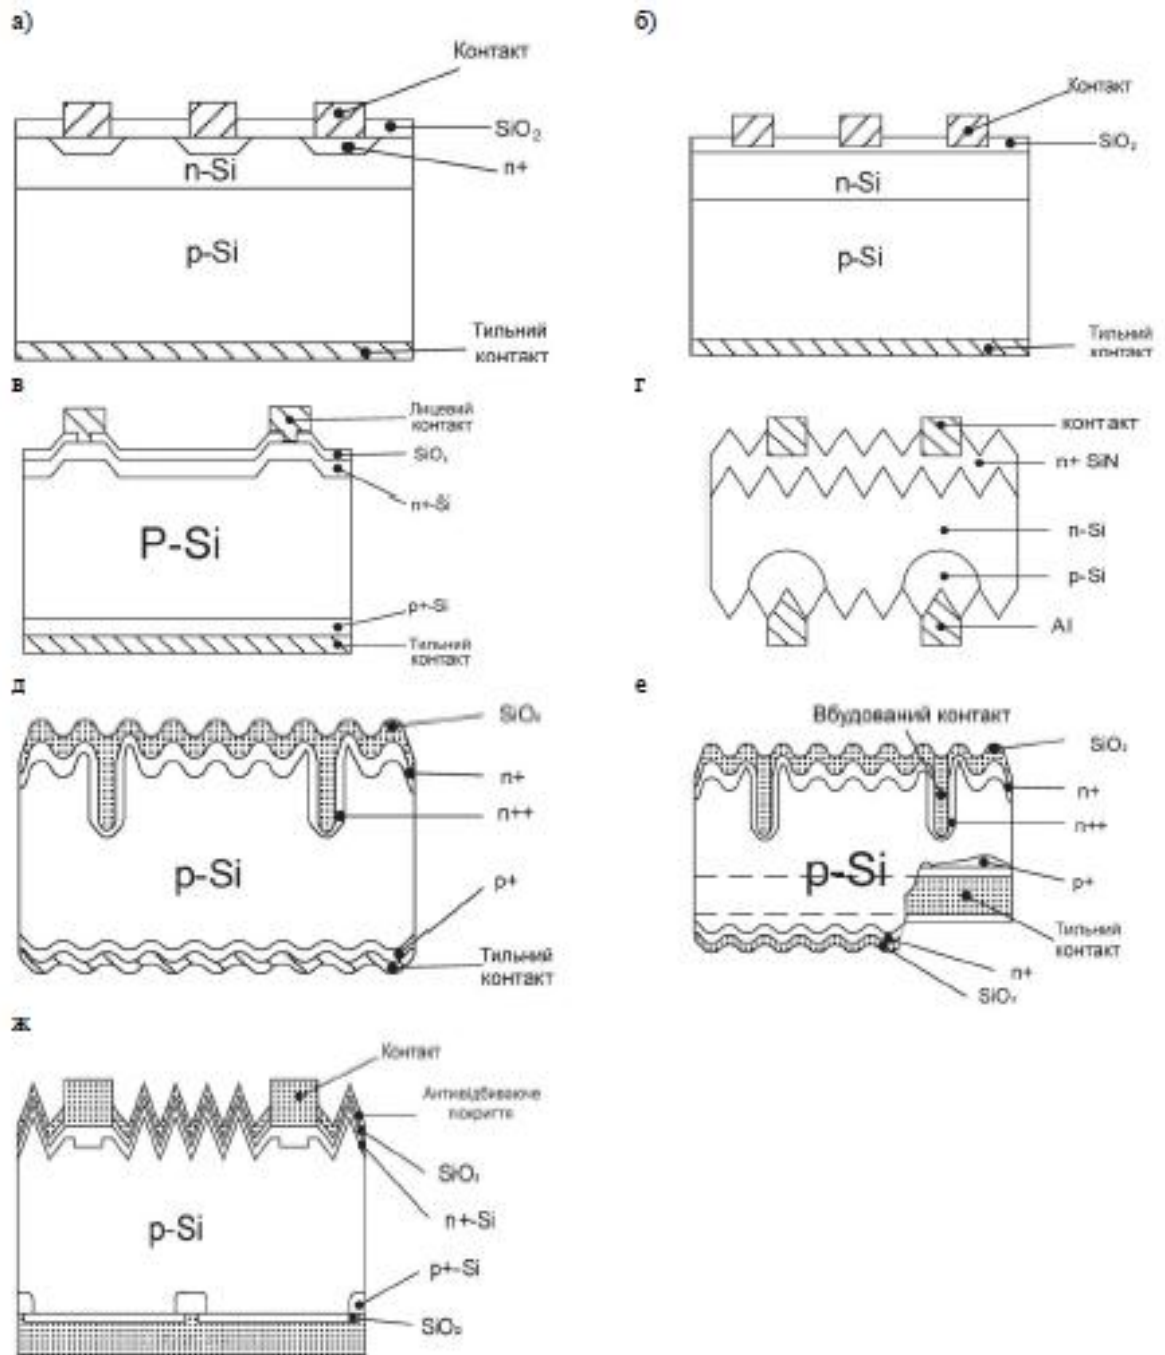 а)
Контакт
SiO2
n+
n-Si
p-Si
Тильний
контакт
б)
Контакт
SiO2
n-Si
p-Si
Тильний
контакт
в
Лицевий
контакт
SiO2
n+-Si
P-Si
p+-Si
Тильний
контакт
г
контакт
n+ SiN
n-Si
p-Si
Al
д
SiO2
n+
n++
p-Si
p+
Тильний
контакт
е
Вбудований контакт
SiO2
n+
n++
p-Si
p+
Тильний
контакт
n+
SiO2
ж
Контакт
Антивідбиваюче
покриття
SiO2
n+-Si
p-Si
p+-Si
SiO2